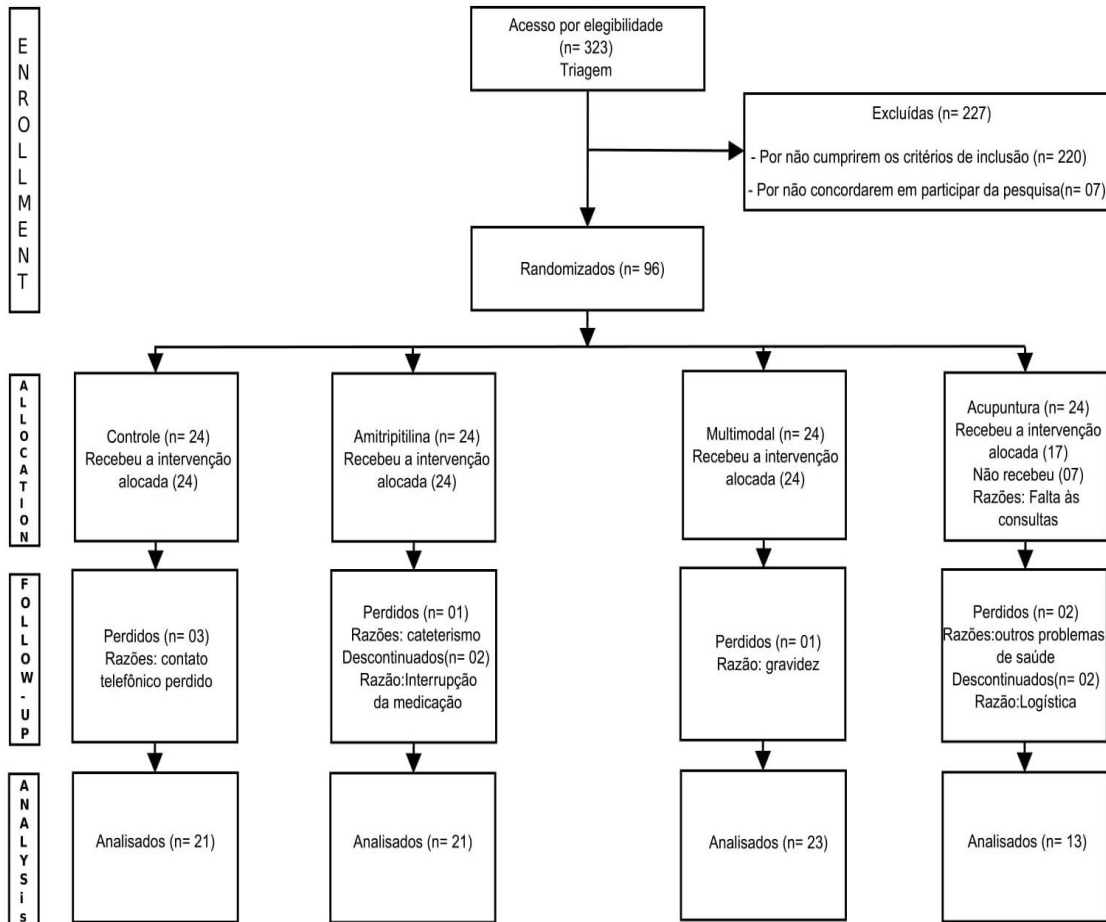 ENROLLMENT
Acesso por elegibilidade
(n= 323)
Triagem
Excluídas (n= 227)
- Por não cumprirem os critérios de inclusão (n= 220)
- Por não concordarem em participar da pesquisa(n= 07)
Randomizados (n= 96)
ALLOCATION
Controle (n= 24)
Recebeu a intervenção
alocada (24)
Amitripitilina (n= 24)
Recebeu a intervenção
alocada (24)
Multimodal (n= 24)
Recebeu a intervenção
alocada (24)
Acupuntura (n= 24)
Recebeu a intervenção
alocada (17)
Não recebeu (07)
Razões: Falta às
consultas
FOLLOW-UP
Perdidos (n= 03)
Razões: contato
telefônico perdido
Perdidos (n= 01)
Razões: cateterismo
Descontinuados(n= 02)
Razão:Interrupção
da medicação
Perdidos (n= 01)
Razão: gravidez
Perdidos (n= 02)
Razões:outros problemas
de saúde
Descontinuados(n= 02)
Razão:Logística
ANALYSis
Analisados (n= 21)
Analisados (n= 21)
Analisados (n= 23)
Analisados (n= 13)